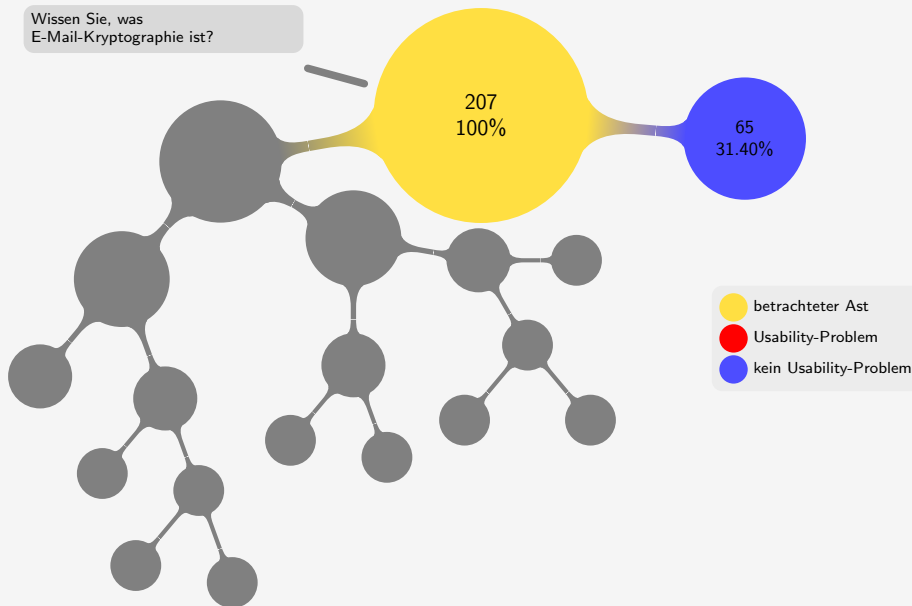 Wissen Sie, was
E-Mail-Kryptographie ist?
207
100%
65
31.40%
betrachteter Ast
Usability-Problem
kein Usability-Problem